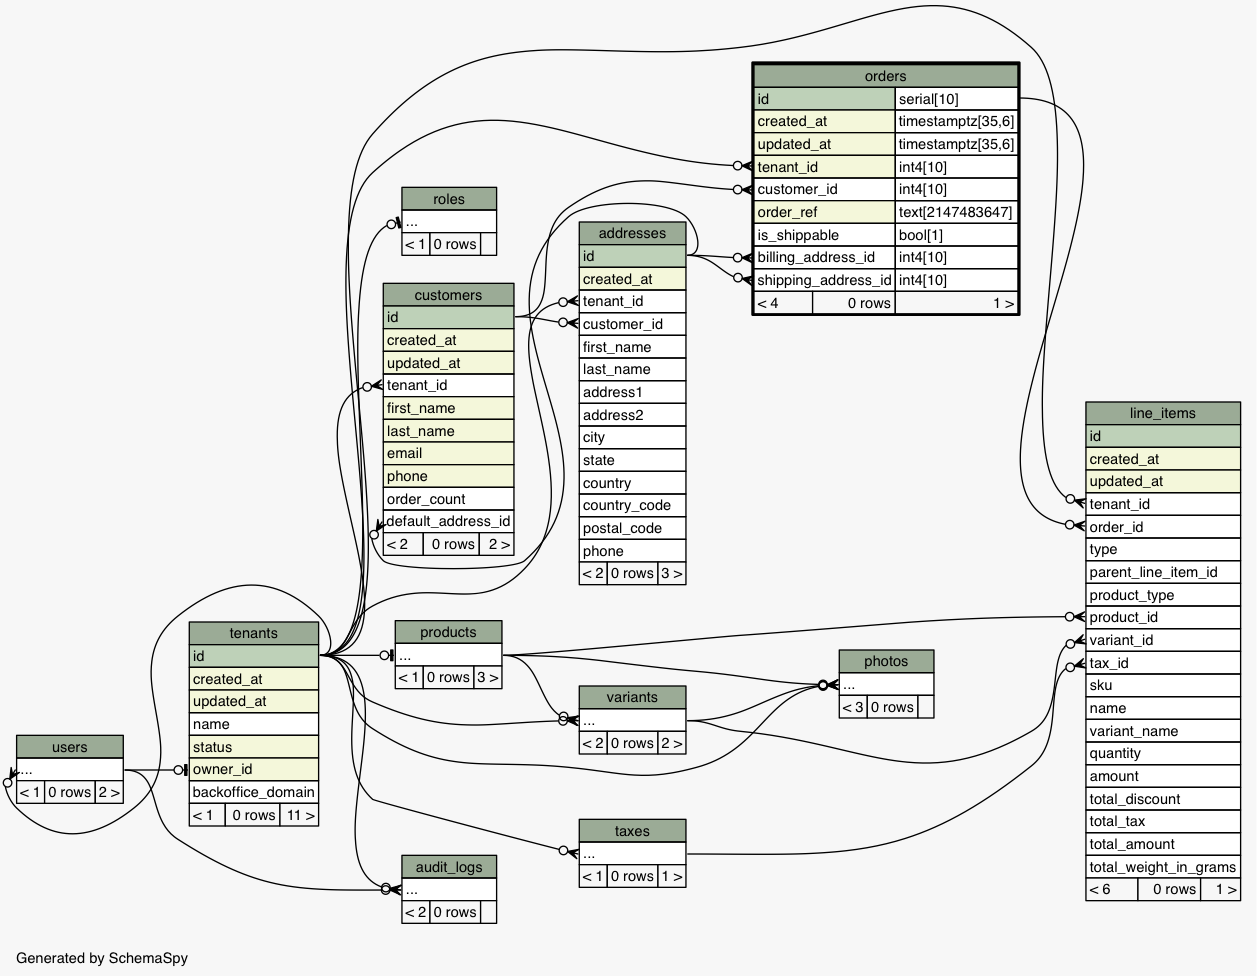 orders
id serial[10]
created_at timestamptz[35,6]
updated_at timestamptz[35,6]
tenant_id int4[10]
customer_id int4[10]
order_ref text[2147483647]
is_shippable bool[1]
billing_address_id int4[10]
shipping_address_id int4[10]
< 4 0 rows 1 >
roles
...
< 1 0 rows
addresses
id
created_at
tenant_id
customer_id
first_name
last_name
address1
address2
city
state
country
country_code
postal_code
phone
< 2 0 rows 3 >
customers
id
created_at
updated_at
tenant_id
first_name
last_name
email
phone
order_count
default_address_id
< 2 0 rows 2 >
line_items
id
created_at
updated_at
tenant_id
order_id
type
parent_line_item_id
product_type
product_id
variant_id
tax_id
sku
name
variant_name
quantity
amount
total_discount
total_tax
total_amount
total_weight_in_grams
< 6 0 rows 1 >
tenants
id
created_at
updated_at
name
status
owner_id
backoffice_domain
< 1 0 rows 11 >
products
...
< 1 0 rows 3 >
photos
...
< 3 0 rows
variants
...
< 2 0 rows 2 >
users
...
< 1 0 rows 2 >
taxes
...
< 1 0 rows 1 >
audit_logs
...
< 2 0 rows
Generated by SchemaSpy